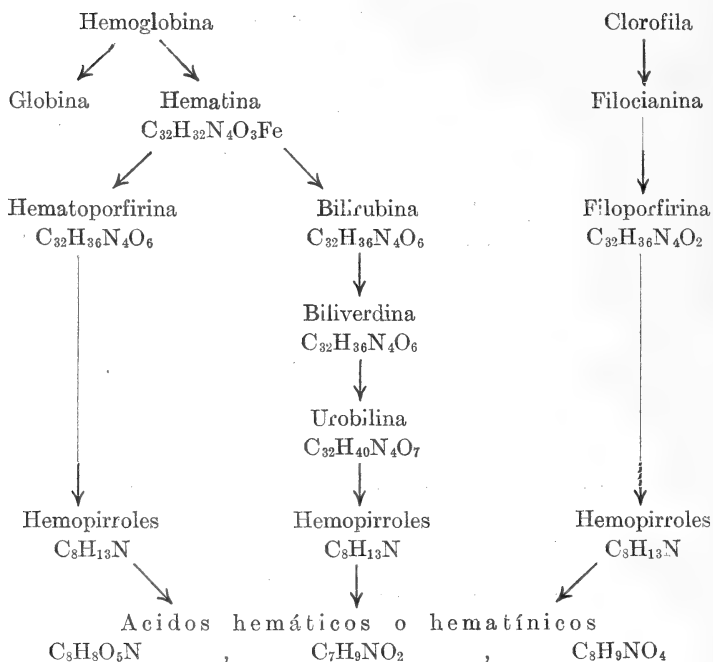 Hemoglobina Clorofila
Globina Hematina Filocianina
C₃₂H₃₂N₄O₃Fe
Hematoporfirina Bilirubina Filoporfirina
C₃₂H₃₆N₄O₆ C₃₂H₃₆N₄O₆ C₃₂H₃₆N₄O₂
Biliverdina
C₃₂H₃₆N₄O₆
Urobilina
C₃₂H₄₀N₄O₇
Hemopirroles Hemopirroles Hemopirroles
C₈H₁₃N C₈H₁₃N C₈H₁₃N
Acidos hemáticos o hematínicos
C₈H₈O₅N , C₇H₉NO₂ , C₈H₉NO₄